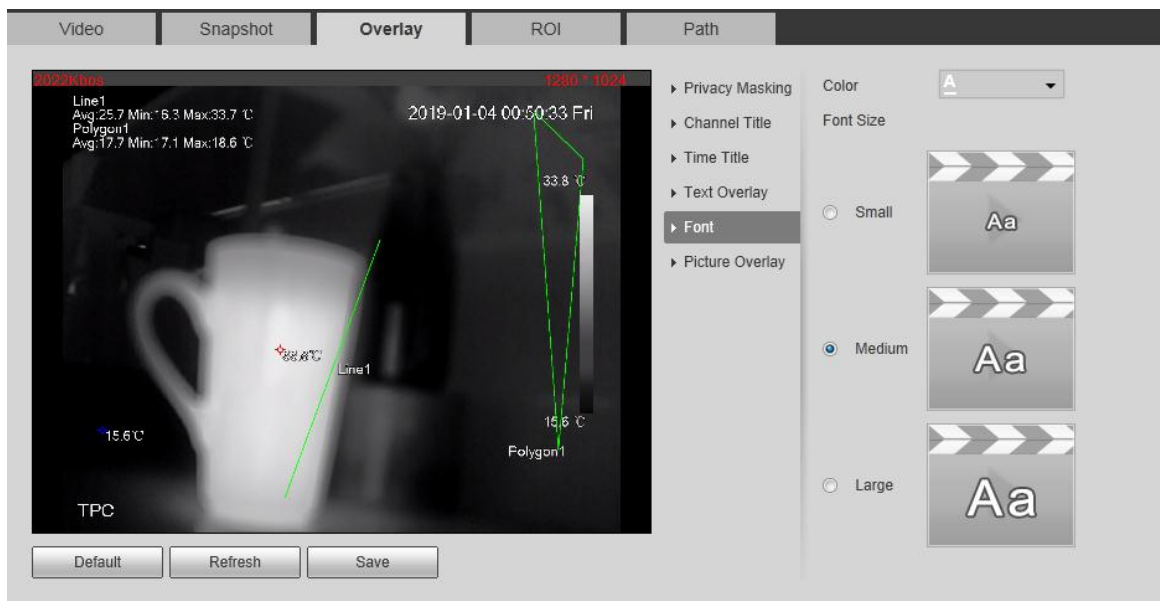 Video
Snapshot
Overlay
ROI
Path
2022Kbps
1280 * 1024
Line1
Avg:25.7 Min:16.3 Max:33.7 ℃
Polygon1
Avg:17.7 Min:17.1 Max:18.6 ℃
2019-01-04 00:50:33 Fri
33.8 ℃
Line1
15.6℃
15.6 ℃
Polygon1
TPC
Privacy Masking
Channel Title
Time Title
Text Overlay
Font
Picture Overlay
Color
A
Font Size
Small
Aa
Medium
Aa
Large
Aa
Default
Refresh
Save